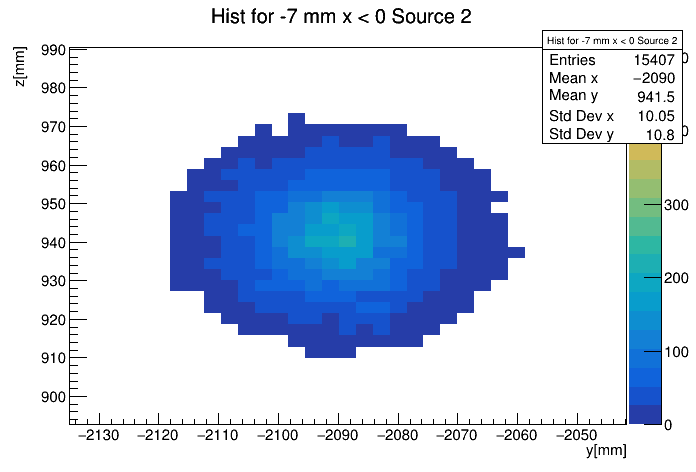 Hist for -7 mm x < 0 Source 2
z[mm]
990
980
970
960
950
940
930
920
910
900
−2130 −2120 −2110 −2100 −2090 −2080 −2070 −2060 −2050
y[mm]
Hist for -7 mm x < 0 Source 2
Entries 15407
Mean x −2090
Mean y 941.5
Std Dev x 10.05
Std Dev y 10.8
300
200
100
0